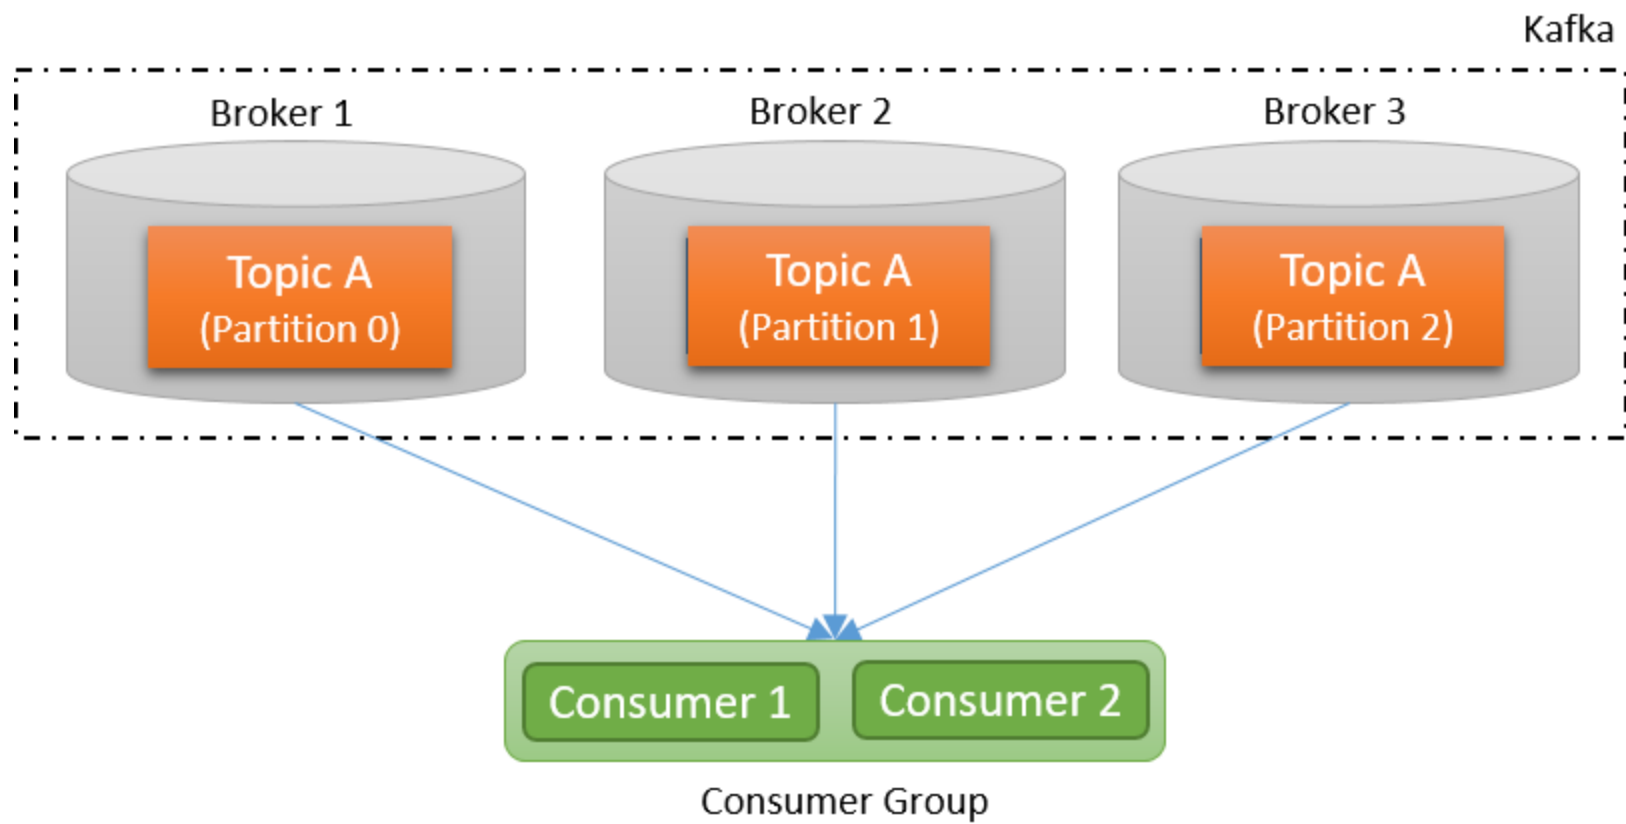 Kafka
Broker 1
Broker 2
Broker 3
Topic A
(Partition 0)
Topic A
(Partition 1)
Topic A
(Partition 2)
Consumer 1
Consumer 2
Consumer Group